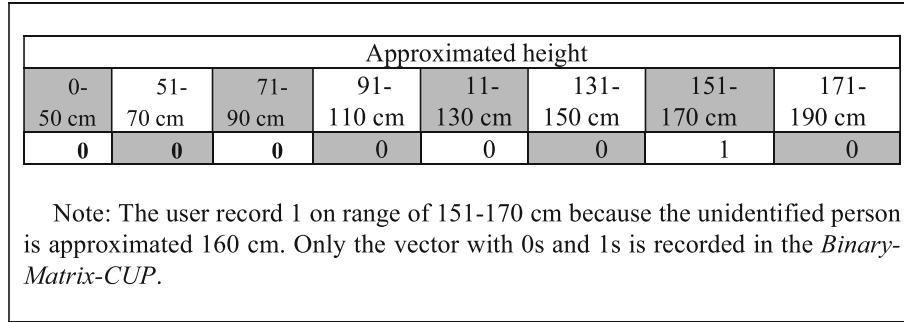 Approximated height
0- 51- 71- 91- 11- 131- 151- 171-
50 cm 70 cm 90 cm 110 cm 130 cm 150 cm 170 cm 190 cm
0 0 0 0 0 0 1 0
Note: The user record 1 on range of 151-170 cm because the unidentified person
is approximated 160 cm. Only the vector with 0s and 1s is recorded in the Binary-
Matrix-CUP.